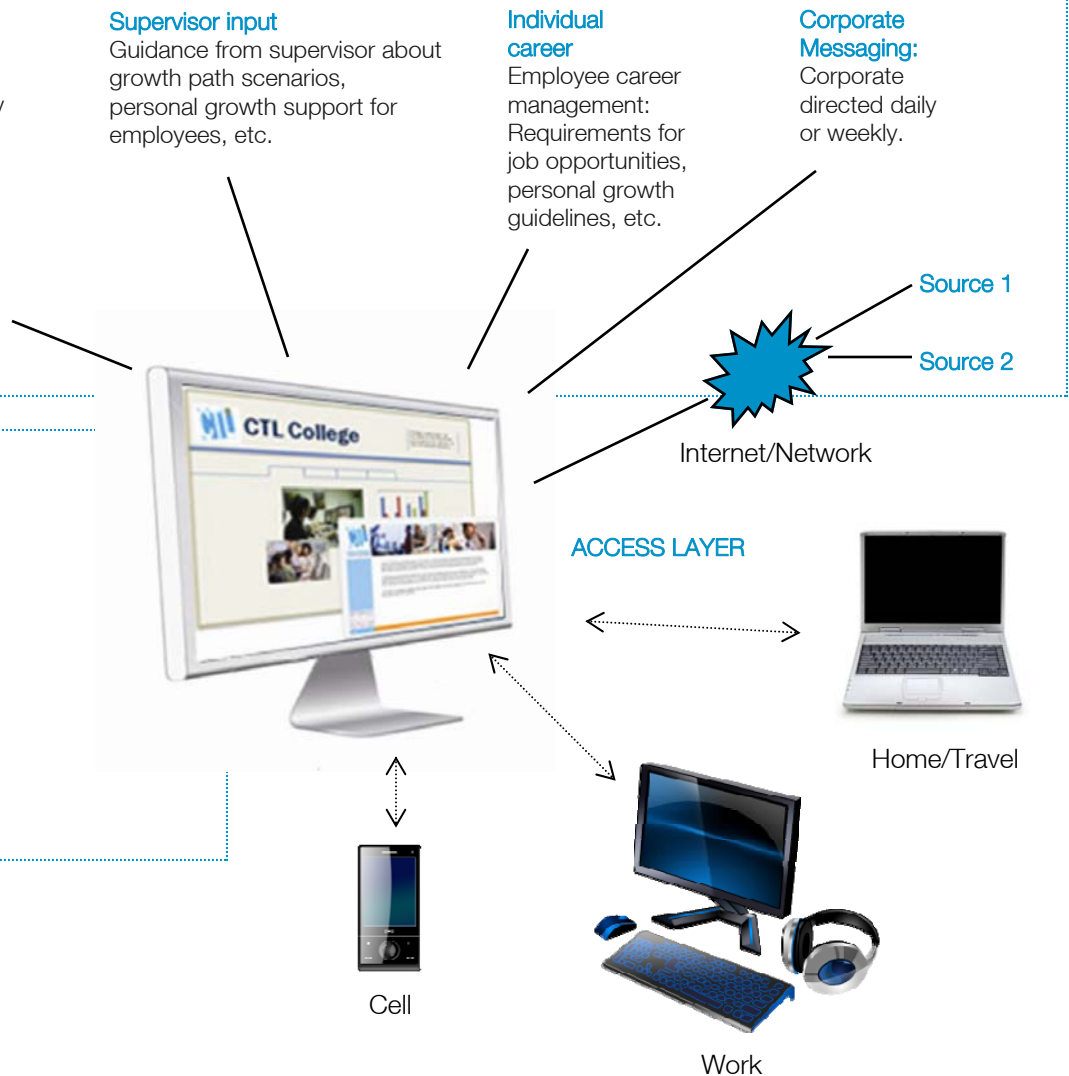 Supervisor input
Guidance from supervisor about
growth path scenarios,
personal growth support for
employees, etc.
Individual
career
Employee career
management:
Requirements for
job opportunities,
personal growth
guidelines, etc.
Corporate
Messaging:
Corporate
directed daily
or weekly.
Source 1
Source 2
Internet/Network
CTL College
ACCESS LAYER
Home/Travel
Cell
Work